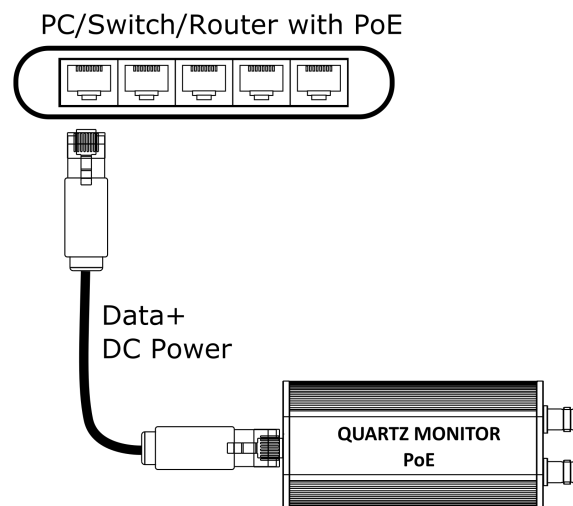 PC/Switch/Router with PoE
Data+
DC Power
QUARTZ MONITOR
PoE